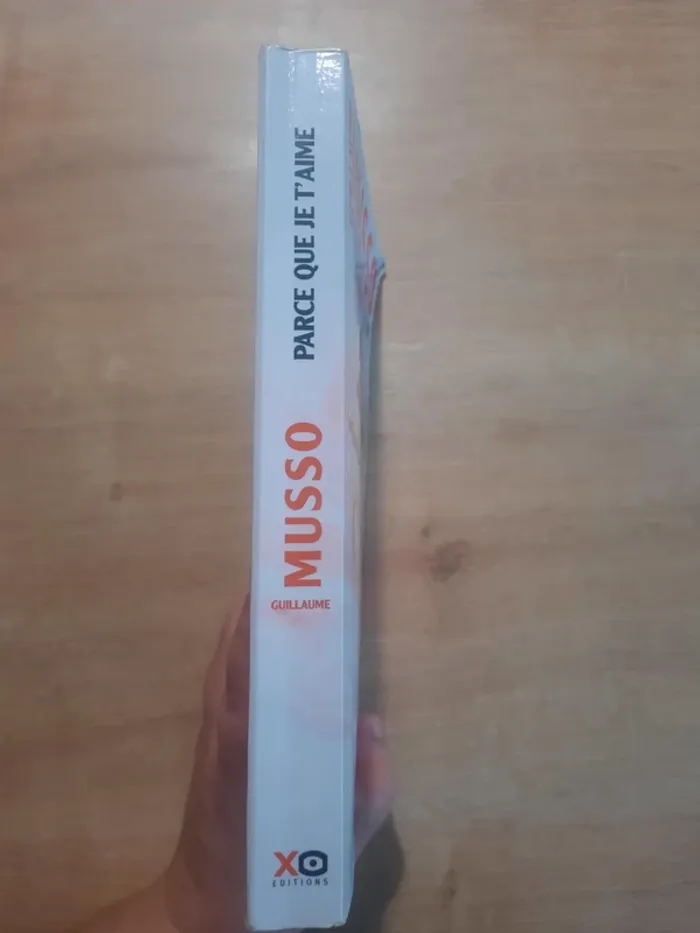 PARCE QUE JE T'AIME
MUSSO
GUILLAUME
XO
EDITIONS